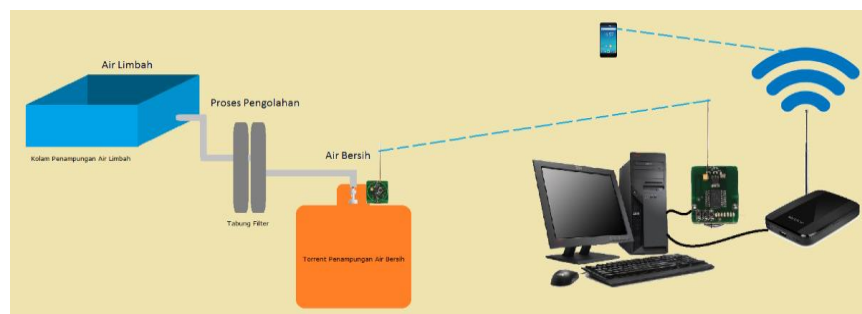 Air Limbah
Proses Pengolahan
Kolam Penampungan Air Limbah
Air Bersih
Tabung Filter
Torrent Penampungan Air Bersih